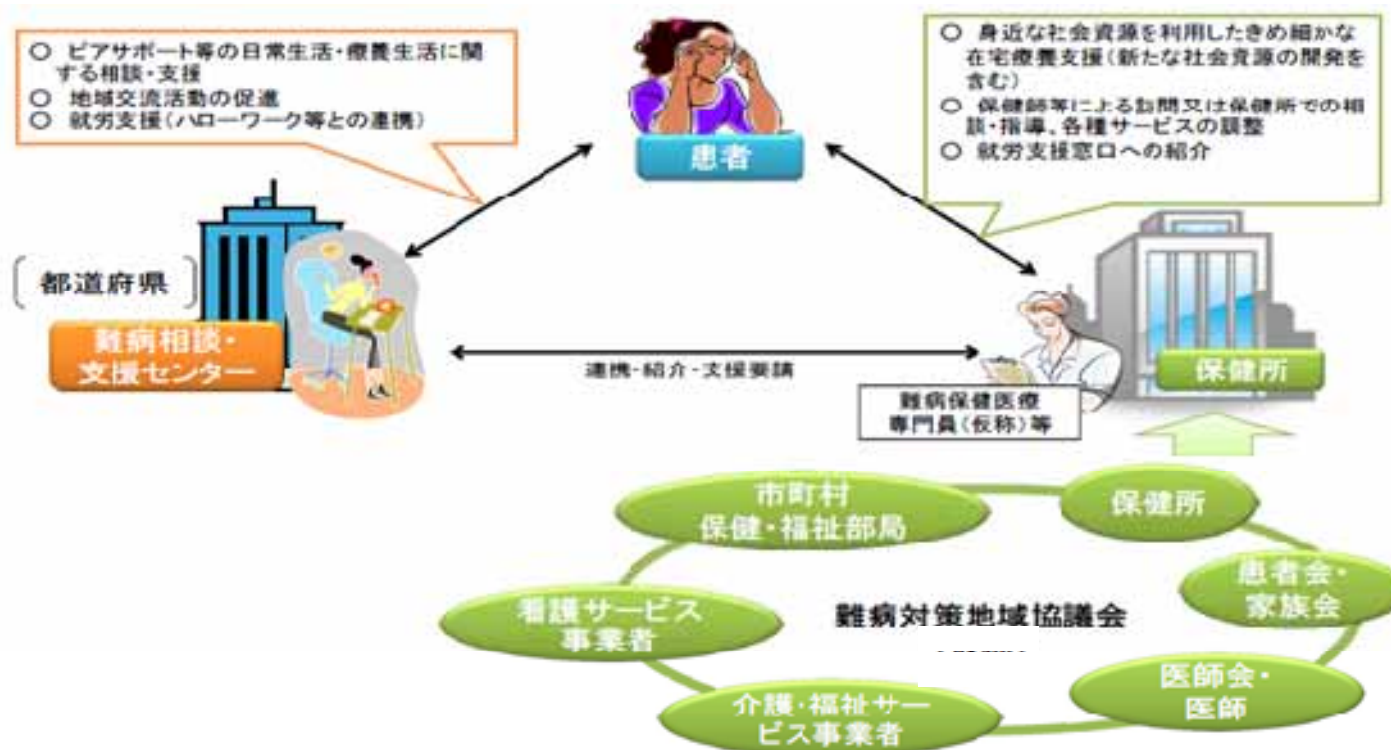 ○ ピアサポート等の日常生活・療養生活に関
する相談・支援
○ 地域交流活動の促進
○ 就労支援(ハローワーク等との連携)
○ 身近な社会資源を利用したきめ細かな
在宅療養支援(新たな社会資源の開発を
含む)
○ 保健師等による訪問又は保健所での相
談・指導、各種サービスの調整
○ 就労支援窓口への紹介
患者
都道府県
難病相談・
支援センター
連携・紹介・支援要請
保健所
難病保健医療
専門員(仮称)等
市町村
保健・福祉部局
保健所
患者会・
家族会
看護サービス
事業者
難病対策地域協議会
医師会・
医師
介護・福祉サー
ビス事業者